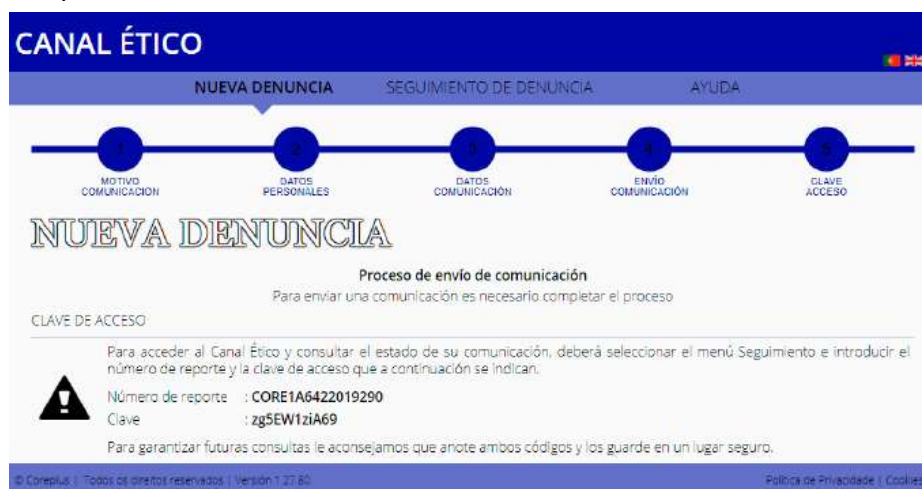 CANAL ÉTICO
NUEVA DENUNCIA SEGUIMIENTO DE DENUNCIA AYUDA
1 2 3 4 5
MOTIVO COMUNICACION DATOS PERSONALES DATOS COMUNICACIÓN ENVÍO COMUNICACIÓN CLAVE ACCESO
NUEVA DENUNCIA
Proceso de envío de comunicación
Para enviar una comunicación es necesario completar el proceso
CLAVE DE ACCESO
Para acceder al Canal Ético y consultar el estado de su comunicación, deberá seleccionar el menú Seguimiento e introducir el
número de reporte y la clave de acceso que a continuación se indican.
Número de reporte : CORE1A6422019290
Clave : zg5EW1ziA69
Para garantizar futuras consultas le aconsejamos que anote ambos códigos y los guarde en un lugar seguro.
© Coreplus | Todos os direitos reservados | Versión 1.27.80 Política de Privacidade | Cookies